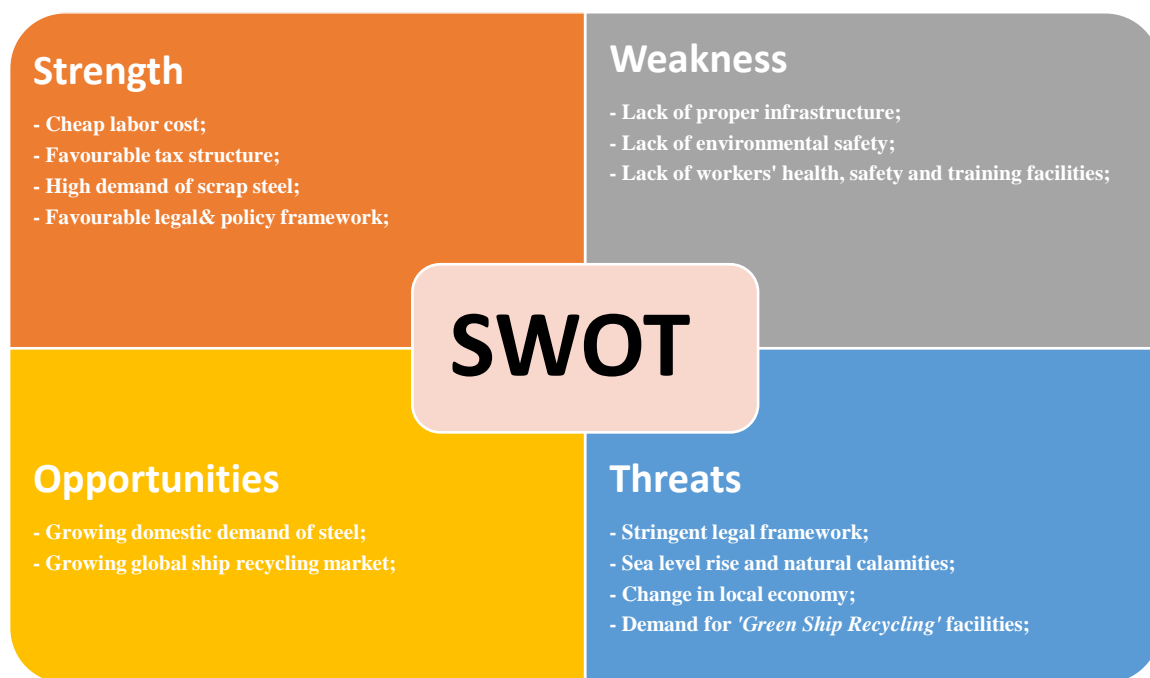 Strength
- Cheap labor cost;
- Favourable tax structure;
- High demand of scrap steel;
- Favourable legal& policy framework;
Weakness
- Lack of proper infrastructure;
- Lack of environmental safety;
- Lack of workers' health, safety and training facilities;
SWOT
Opportunities
- Growing domestic demand of steel;
- Growing global ship recycling market;
Threats
- Stringent legal framework;
- Sea level rise and natural calamities;
- Change in local economy;
- Demand for 'Green Ship Recycling' facilities;